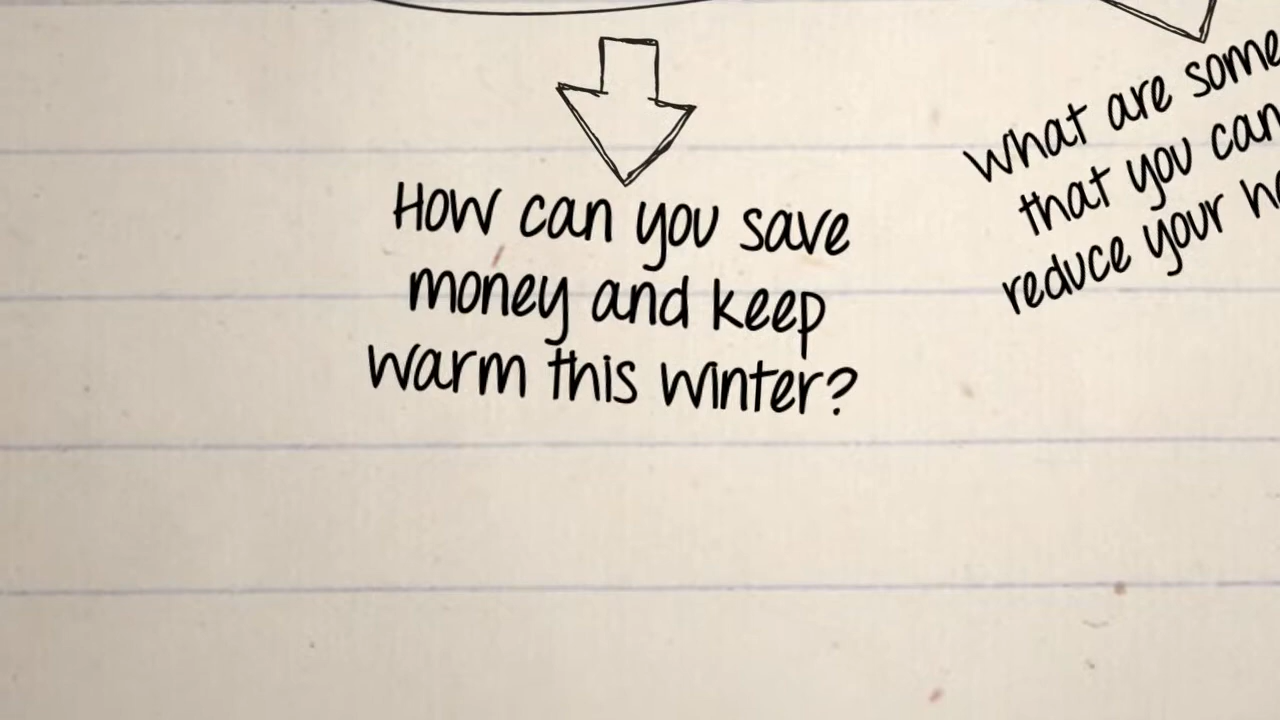 How can you save
money and keep
warm this winter?
What are some
that you can
reduce your